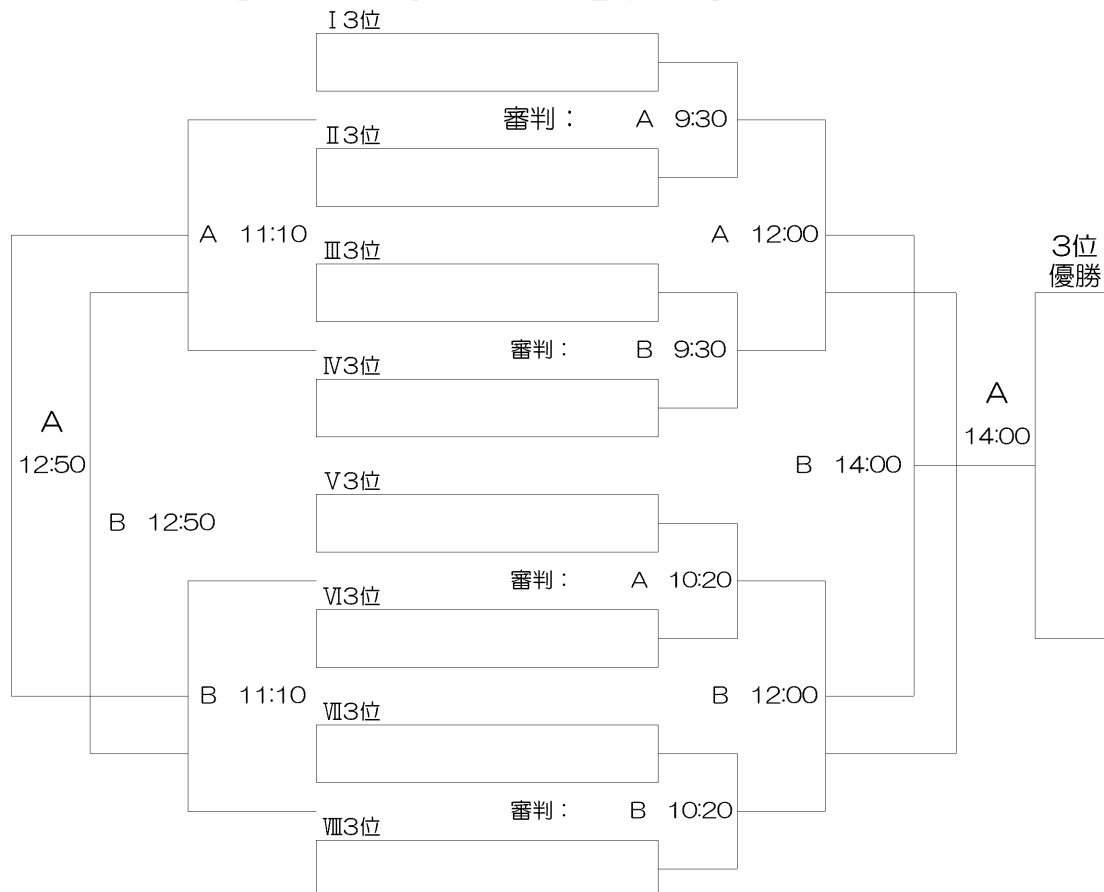 Ⅰ3位
審判： A 9:30
Ⅱ3位
A 11:10
A 12:00
Ⅲ3位
3位
優勝
審判： B 9:30
Ⅳ3位
A
12:50
A
14:00
B 14:00
Ⅴ3位
B 12:50
審判： A 10:20
Ⅵ3位
B 11:10
B 12:00
Ⅶ3位
審判： B 10:20
Ⅷ3位